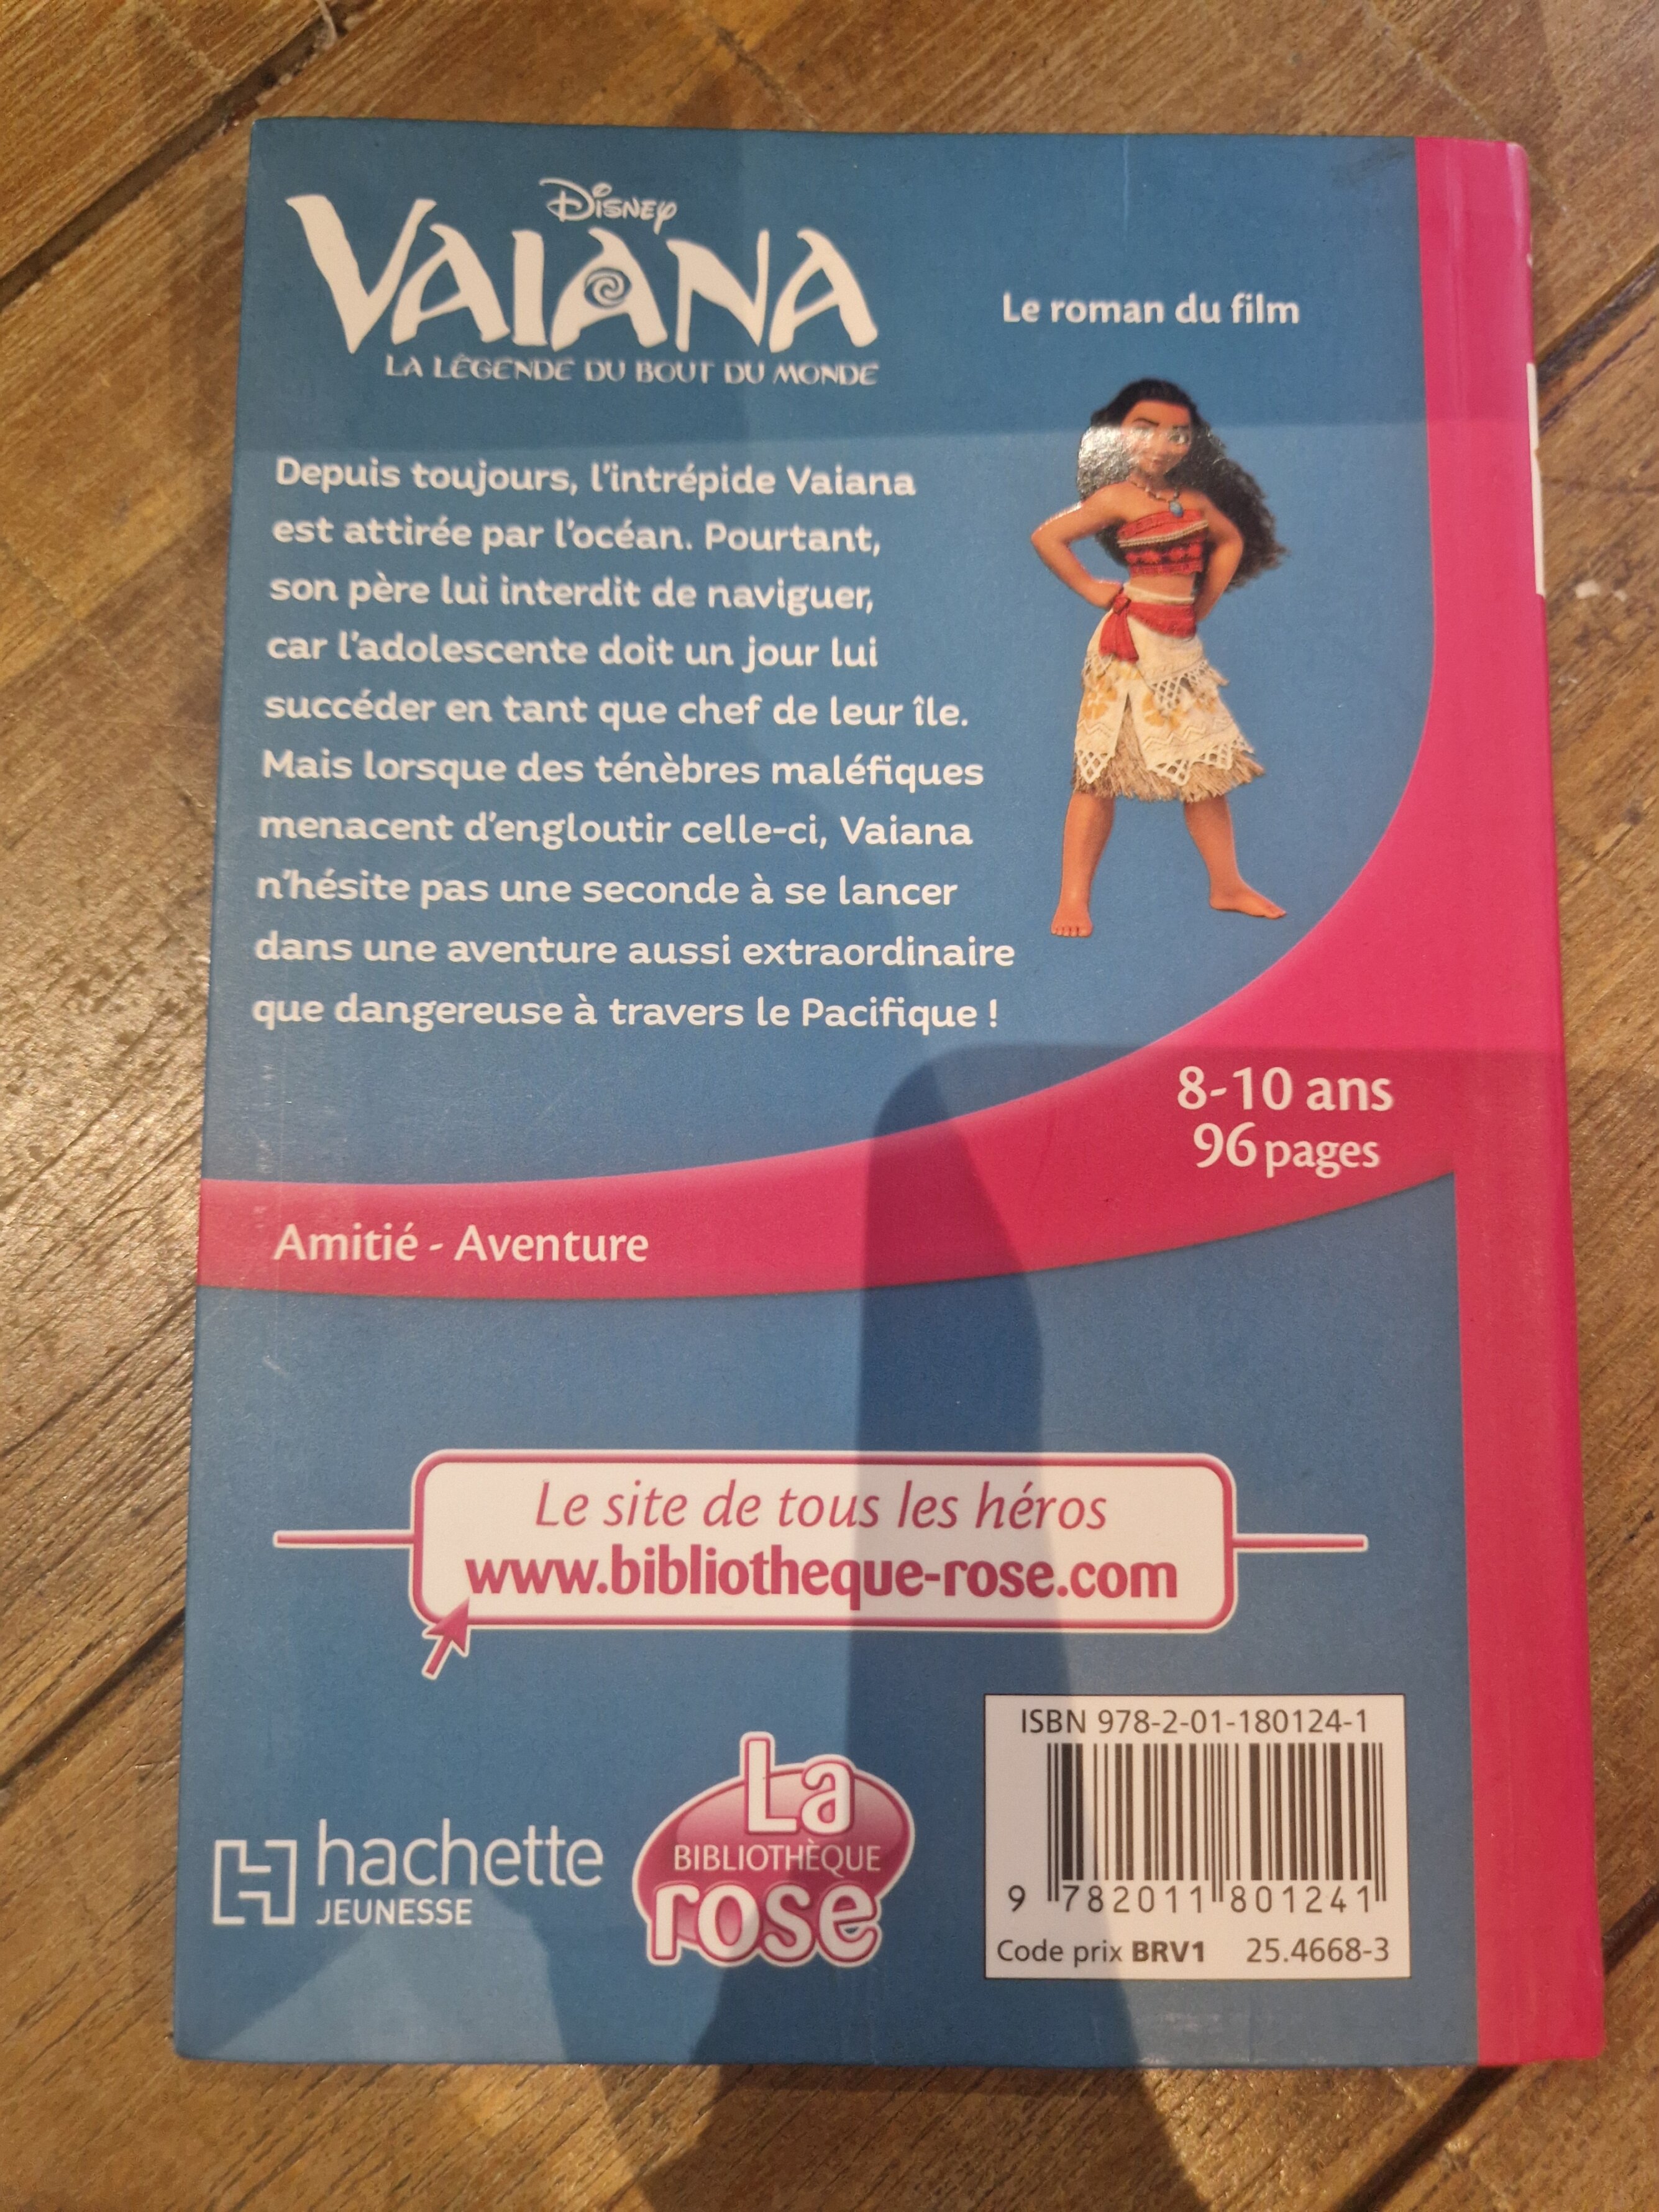 Disney
VAIANA
LA LÉGENDE DU BOUT DU MONDE
Le roman du film
Depuis toujours, l'intrépide Vaiana
est attirée par l'océan. Pourtant,
son père lui interdit de naviguer,
car l'adolescente doit un jour lui
succéder en tant que chef de leur île.
Mais lorsque des ténèbres maléfiques
menacent d'engloutir celle-ci, Vaiana
n'hésite pas une seconde à se lancer
dans une aventure aussi extraordinaire
que dangereuse à travers le Pacifique !
8-10 ans
96 pages
Amitié - Aventure
Le site de tous les héros
www.bibliotheque-rose.com
hachette
JEUNESSE
La
BIBLIOTHÈQUE
rose
ISBN 978-2-01-180124-1
9 782011 801241
Code prix BRV1 25.4668-3